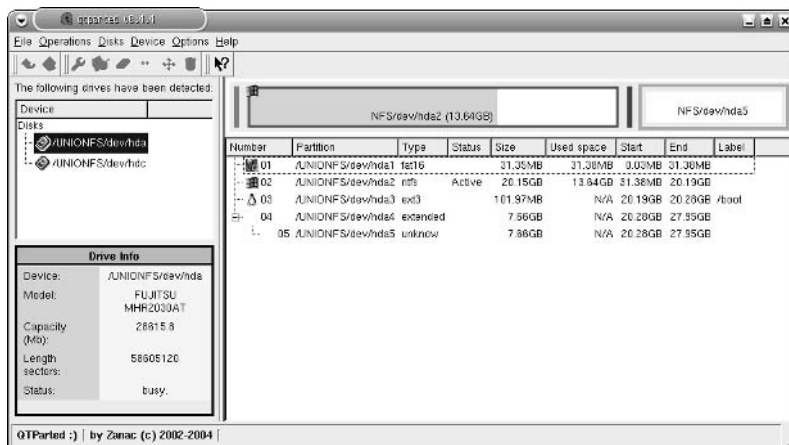 qtparted v0.4.4
File Operations Disks Device Options Help
The following drives have been detected:
Device
Disks
/UNIONFS/dev/hda
/UNIONFS/dev/hdc
Drive Info
Device: /UNIONFS/dev/hda
Model: FUJITSU MHR2030AT
Capacity (Mb): 28615.8
Length sectors: 58605120
Status: busy.
NFS/dev/hda2 (13.64GB)
NFS/dev/hda5
Number Partition Type Status Size Used space Start End Label
01 /UNIONFS/dev/hda1 fat16 31.35MB 31.38MB 0.03MB 31.38MB
02 /UNIONFS/dev/hda2 ntfs Active 20.15GB 13.64GB 31.38MB 20.19GB
03 /UNIONFS/dev/hda3 ext3 101.97MB N/A 20.19GB 20.28GB /boot
04 /UNIONFS/dev/hda4 extended 7.66GB N/A 20.28GB 27.95GB
05 /UNIONFS/dev/hda5 unknow 7.66GB N/A 20.28GB 27.95GB
QTParted :) by Zanac (c) 2002-2004